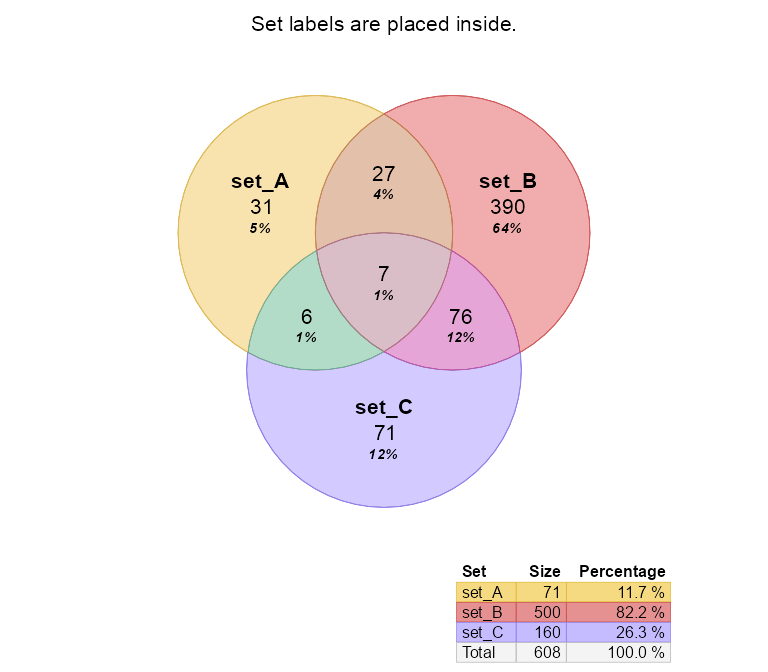 Set labels are placed inside.
set_A
31
5%
27
4%
set_B
390
64%
7
1%
6
1%
76
12%
set_C
71
12%
Set Size Percentage
set_A 71 11.7 %
set_B 500 82.2 %
set_C 160 26.3 %
Total 608 100.0 %